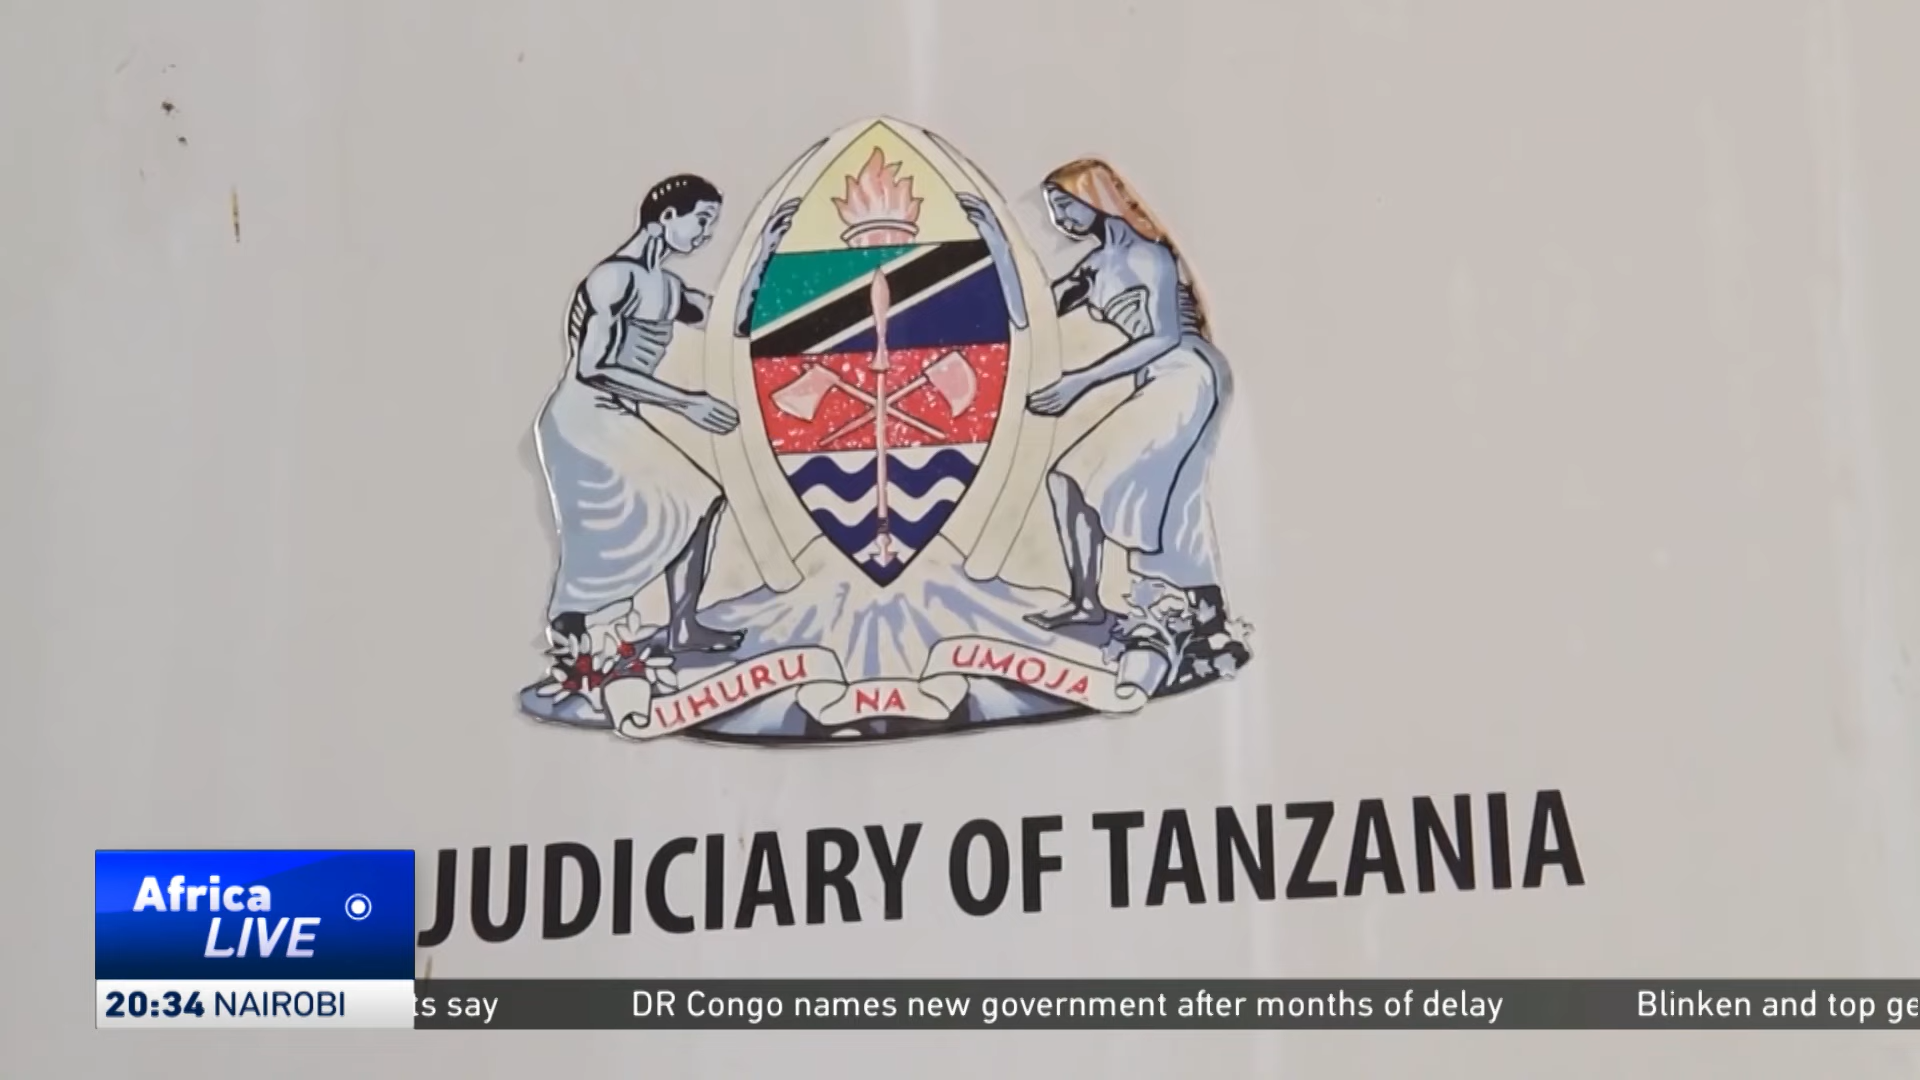 UHURU NA UMOJA
JUDICIARY OF TANZANIA
Africa
LIVE
20:34 NAIROBI
ts say DR Congo names new government after months of delay Blinken and top ge